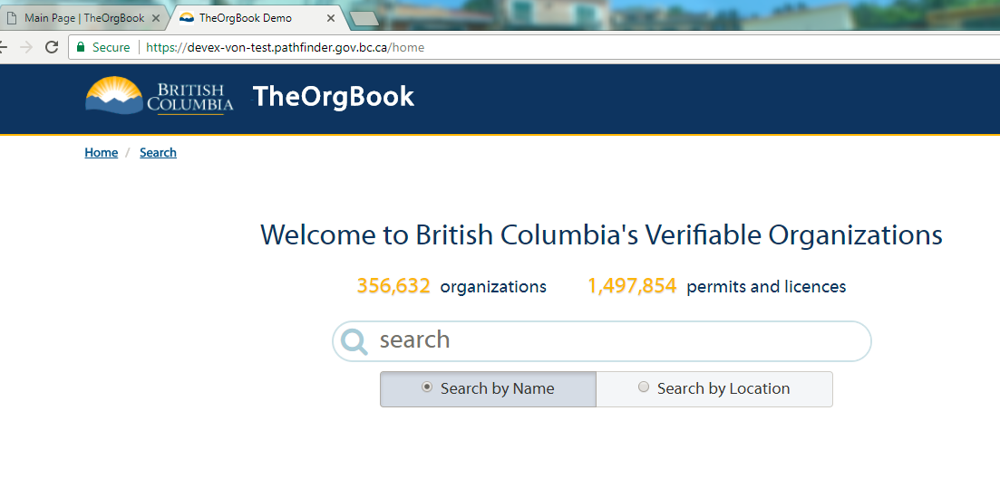 Main Page | TheOrgBook
TheOrgBook Demo
Secure
https://devex-von-test.pathfinder.gov.bc.ca/home
BRITISH
COLUMBIA
TheOrgBook
Home / Search
Welcome to British Columbia's Verifiable Organizations
356,632 organizations 1,497,854 permits and licences
search
Search by Name Search by Location